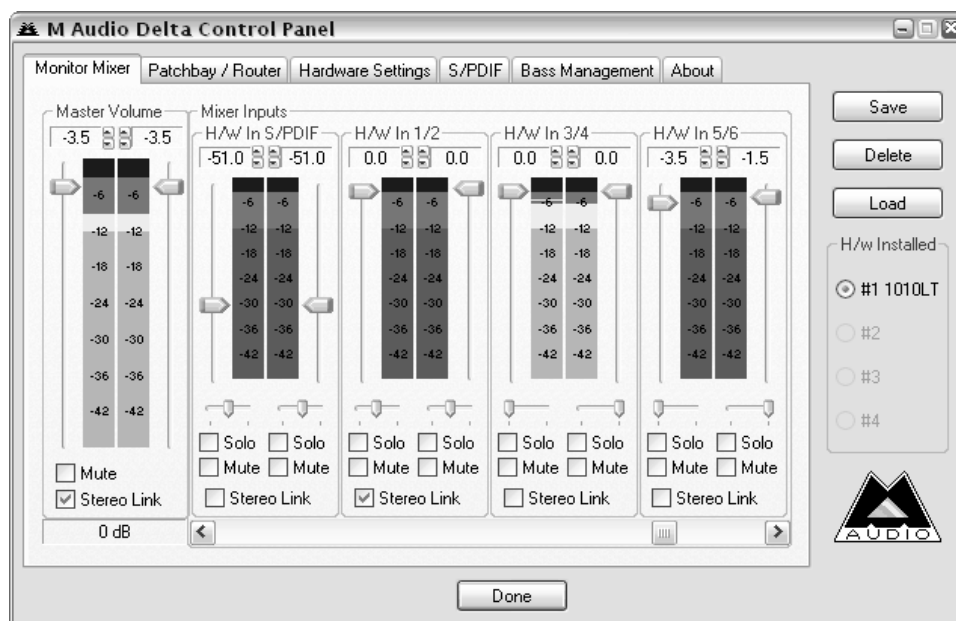 M Audio Delta Control Panel
Monitor Mixer Patchbay / Router Hardware Settings S/PDIF Bass Management About
Master Volume
-3.5 -3.5
-6 -6
-12 -12
-18 -18
-24 -24
-30 -30
-36 -36
-42 -42
Mute
Stereo Link
0 dB
Mixer Inputs
H/W In S/PDIF
-51.0 -51.0
-6 -6
-12 -12
-18 -18
-24 -24
-30 -30
-36 -36
-42 -42
Solo Solo
Mute Mute
Stereo Link
H/W In 1/2
0.0 0.0
-6 -6
-12 -12
-18 -18
-24 -24
-30 -30
-36 -36
-42 -42
Solo Solo
Mute Mute
Stereo Link
H/W In 3/4
0.0 0.0
-6 -6
-12 -12
-18 -18
-24 -24
-30 -30
-36 -36
-42 -42
Solo Solo
Mute Mute
Stereo Link
H/W In 5/6
-3.5 -1.5
-6 -6
-12 -12
-18 -18
-24 -24
-30 -30
-36 -36
-42 -42
Solo Solo
Mute Mute
Stereo Link
Save
Delete
Load
H/w Installed
#1 1010LT
#2
#3
#4
M
AUDIO
Done